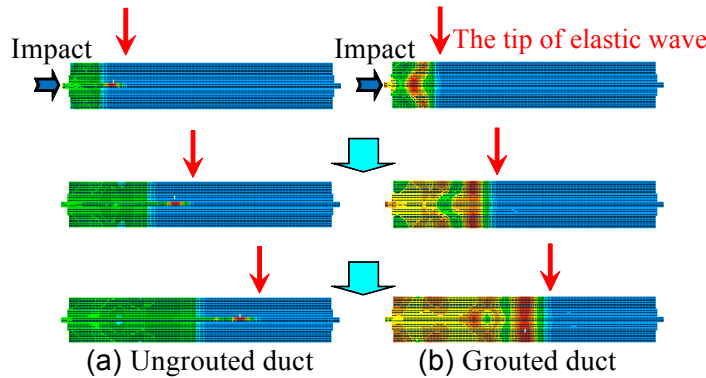 Impact
Impact
The tip of elastic wave
(a) Ungrouted duct
(b) Grouted duct